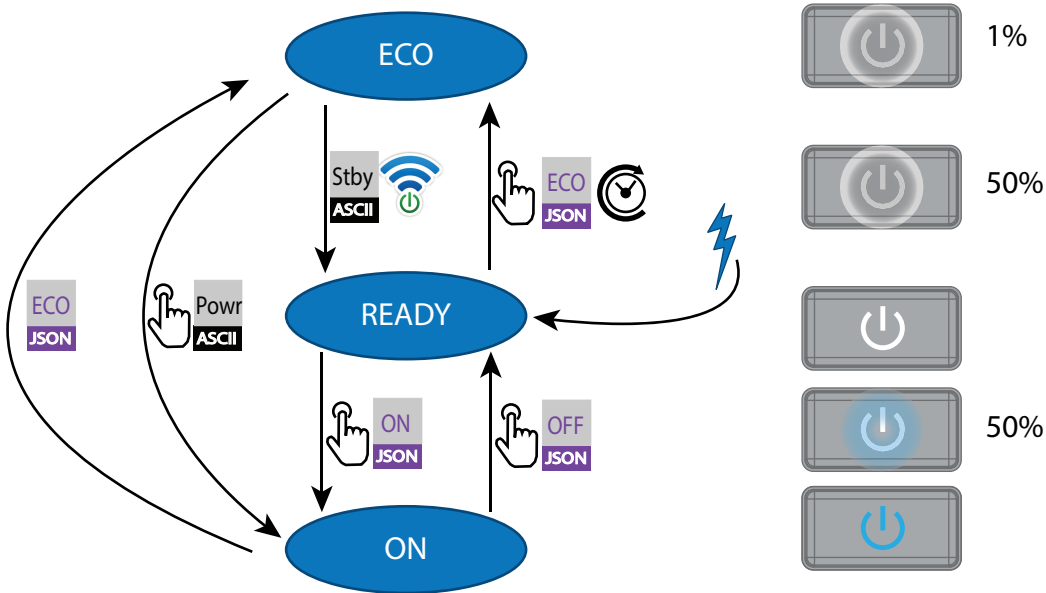 ECO
1%
Stby
ASCII
ECO
JSON
50%
ECO
JSON
Powr
ASCII
READY
ON
JSON
OFF
JSON
50%
ON